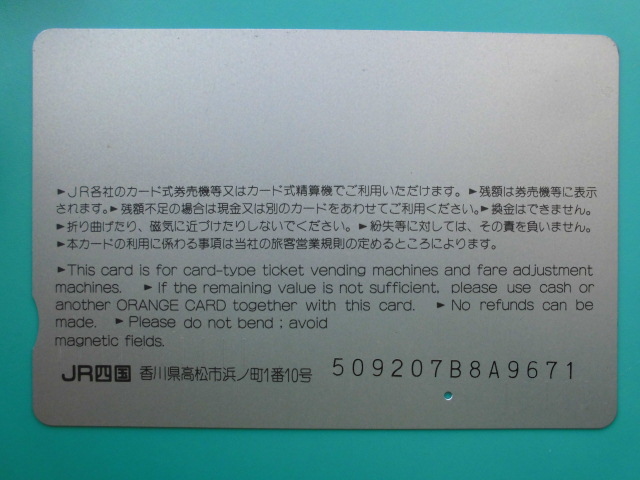 ►JR各社のカード式券売機等又はカード式精算機でご利用いただけます。►残額は券売機等に表示
されます。►残額不足の場合は現金又は別のカードをあわせてご利用ください。►換金はできません。
►折り曲げたり、磁気に近づけたりしないでください。►紛失等に対しては、その責を負いません。
►本カードの利用に係わる事項は当社の旅客営業規則の定めるところによります。
►This card is for card-type ticket vending machines and fare adjustment
machines. ►If the remaining value is not sufficient, please use cash or
another ORANGE CARD together with this card. ►No refunds can be
made. ►Please do not bend ; avoid
magnetic fields.
JR四国 香川県高松市浜ノ町1番10号 509207B8A9671